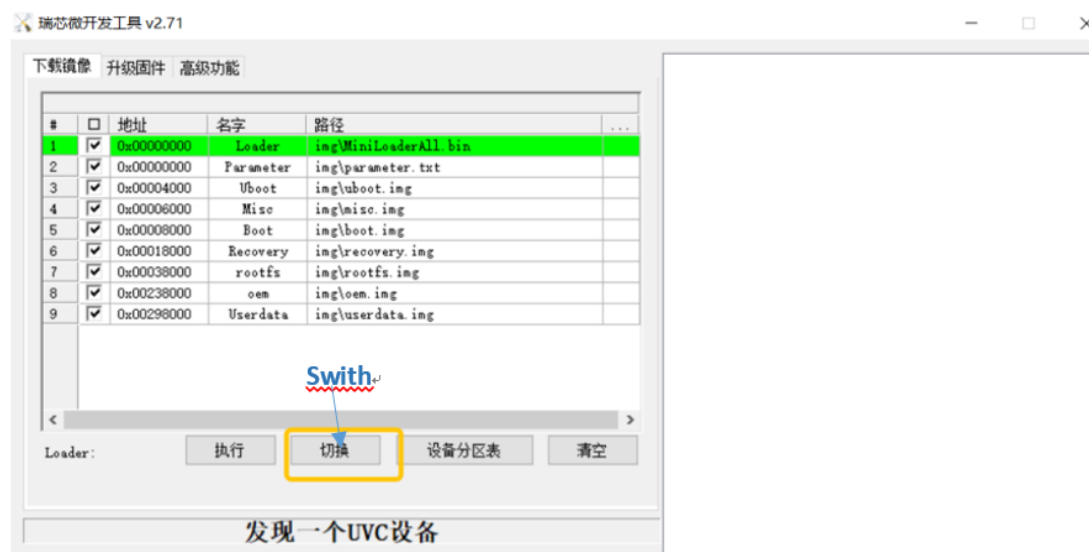 瑞芯微开发工具 v2.71
下载镜像 升级固件 高级功能
# 地址 名字 路径 ...
1 0x00000000 Loader img\MiniLoaderAll.bin
2 0x00000000 Parameter img\parameter.txt
3 0x00004000 Uboot img\uboot.img
4 0x00006000 Misc img\misc.img
5 0x00008000 Boot img\boot.img
6 0x00018000 Recovery img\recovery.img
7 0x00038000 rootfs img\rootfs.img
8 0x00238000 oem img\oem.img
9 0x00298000 Userdata img\userdata.img
Swith
Loader: 执行 切换 设备分区表 清空
发现一个UVC设备